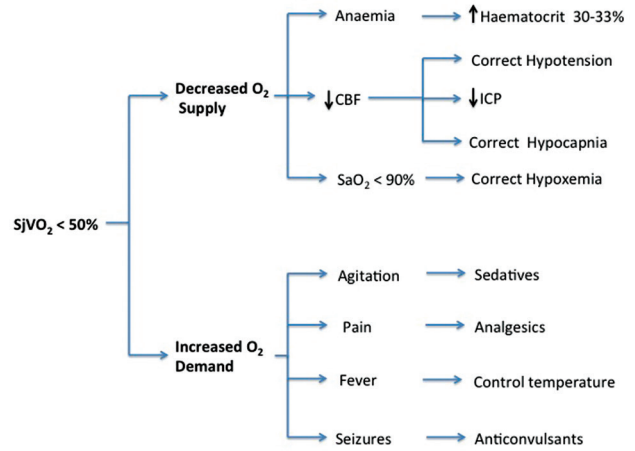 Anaemia
↑Haematocrit 30-33%
Correct Hypotension
Decreased O₂
Supply
↓CBF
↓ICP
Correct Hypocapnia
SaO₂ < 90%
Correct Hypoxemia
SjVO₂ < 50%
Agitation
Sedatives
Pain
Analgesics
Increased O₂
Demand
Fever
Control temperature
Seizures
Anticonvulsants